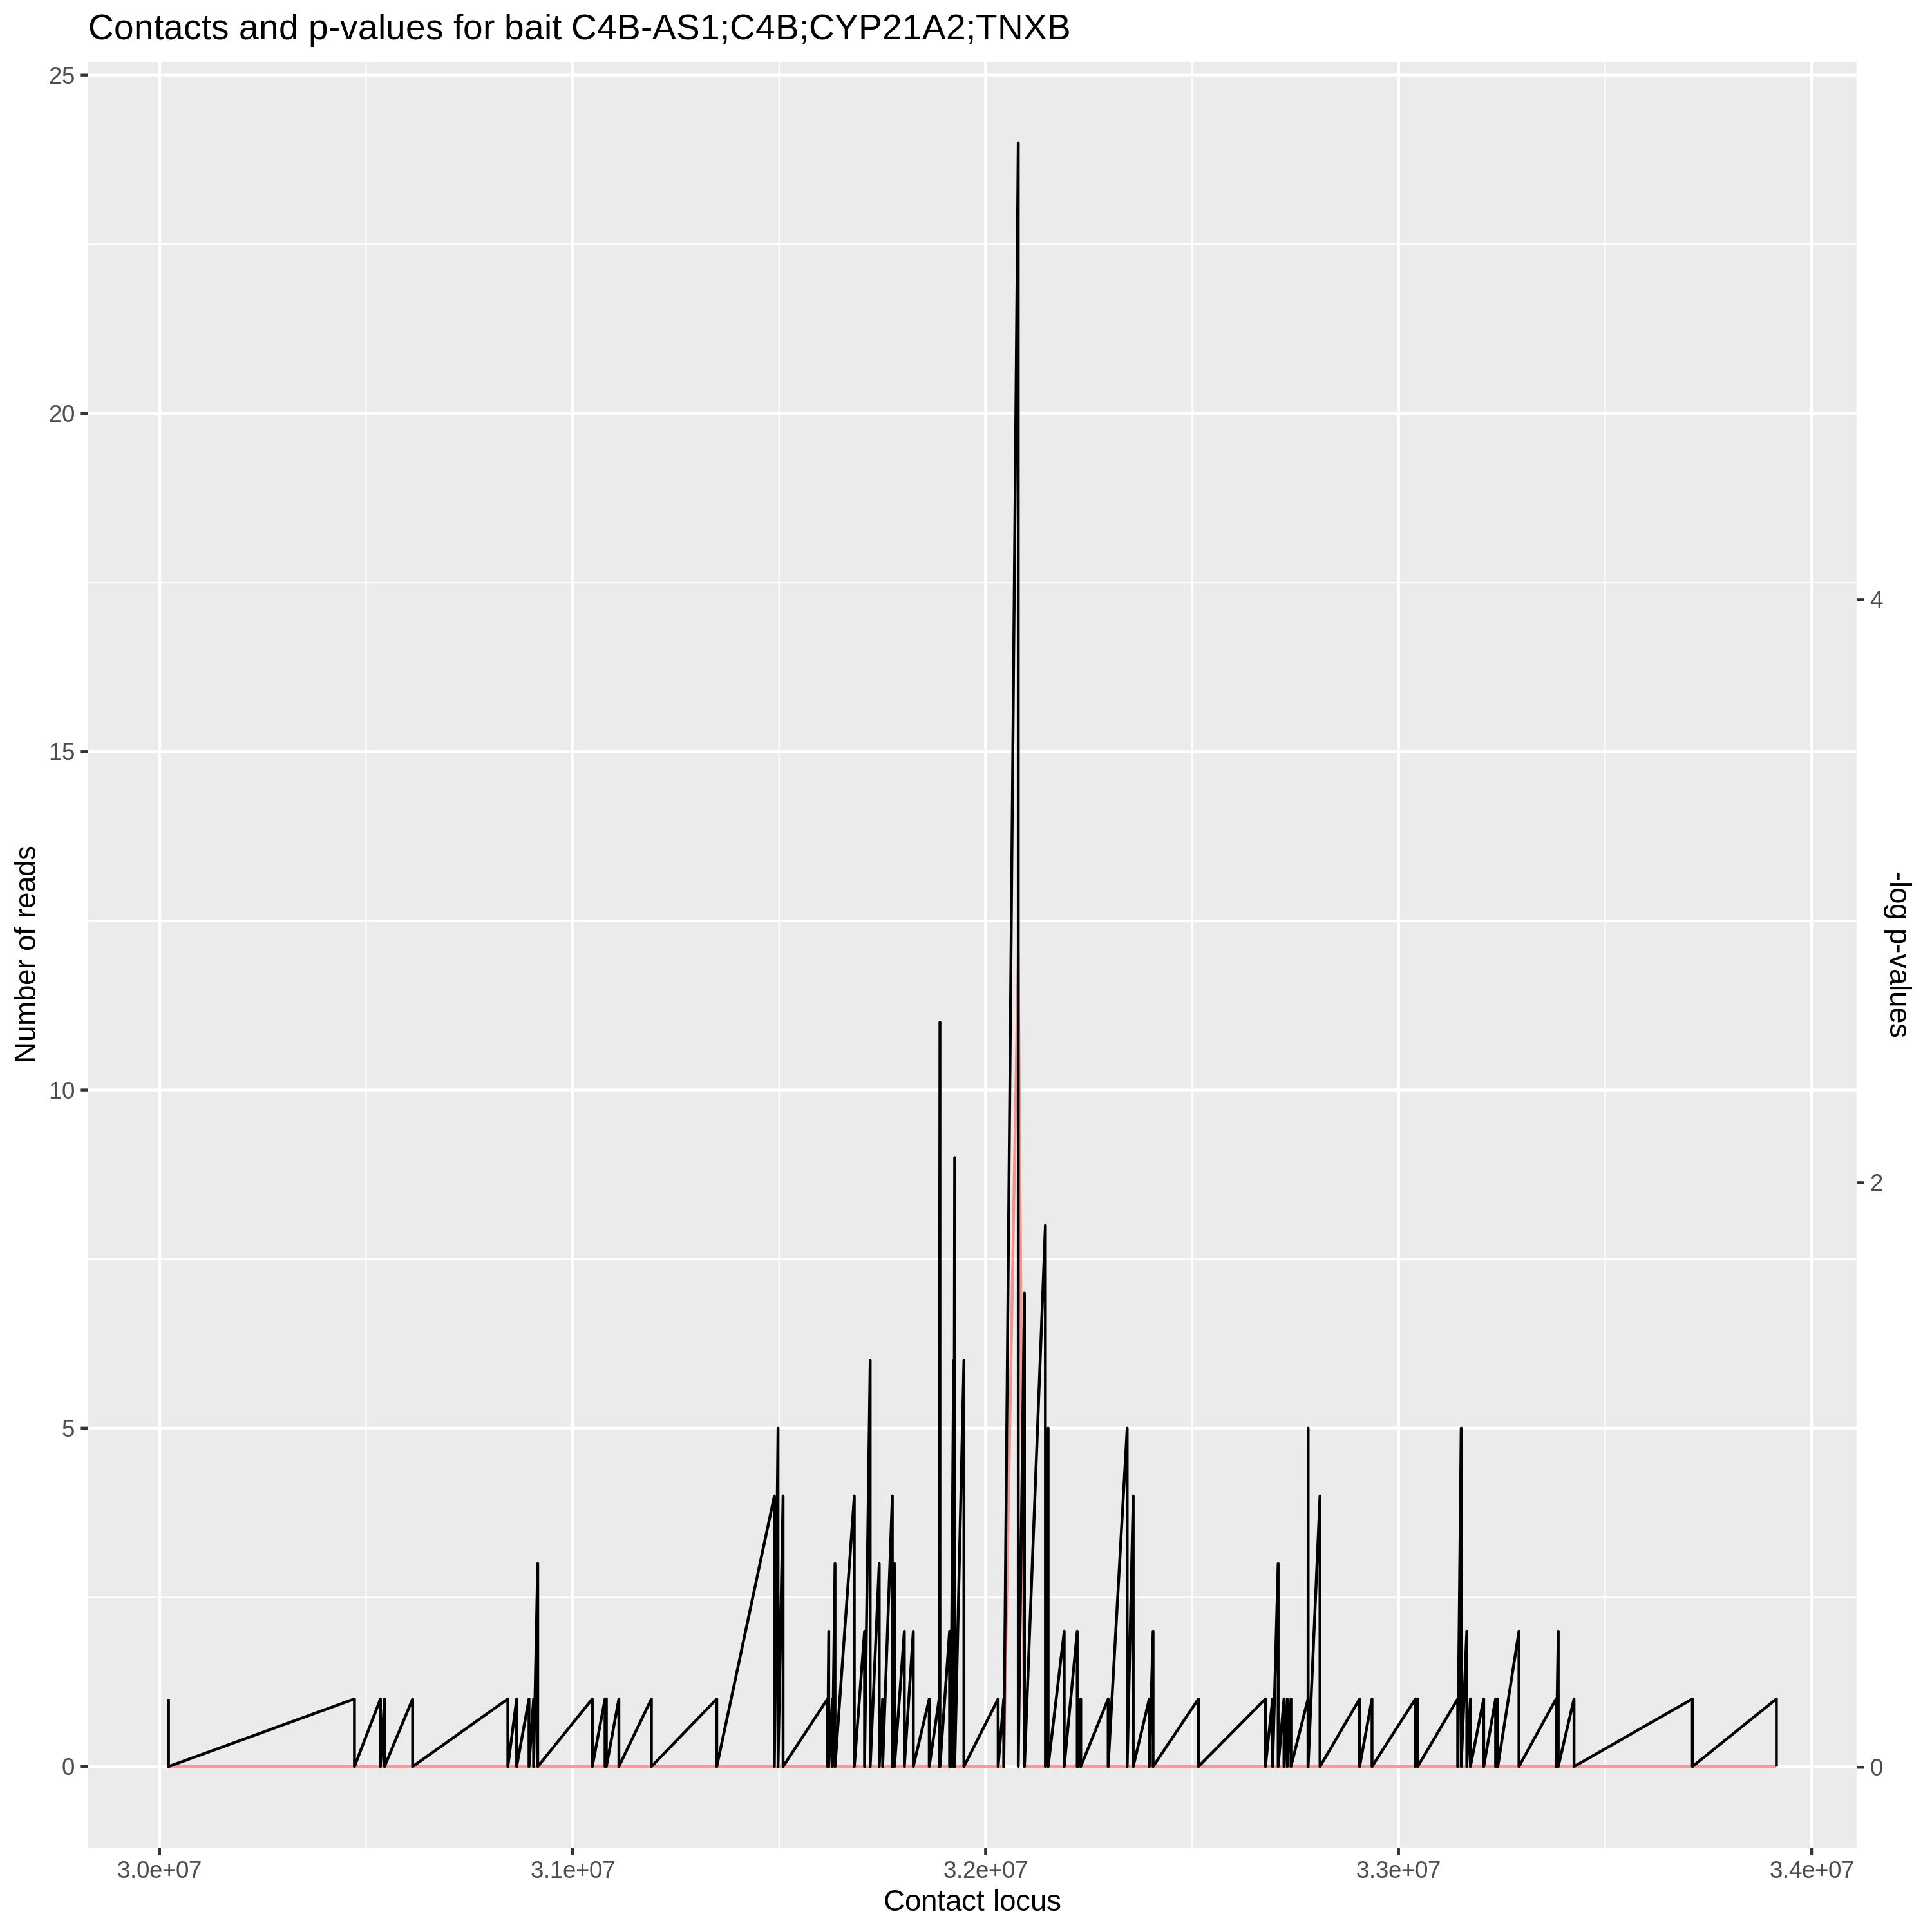 Contacts and p-values for bait C4B-AS1;C4B;CYP21A2;TNXB
25
20
15
10
5
0
Number of reads
4
2
0
-log p-values
3.0e+07 3.1e+07 3.2e+07 3.3e+07 3.4e+07
Contact locus